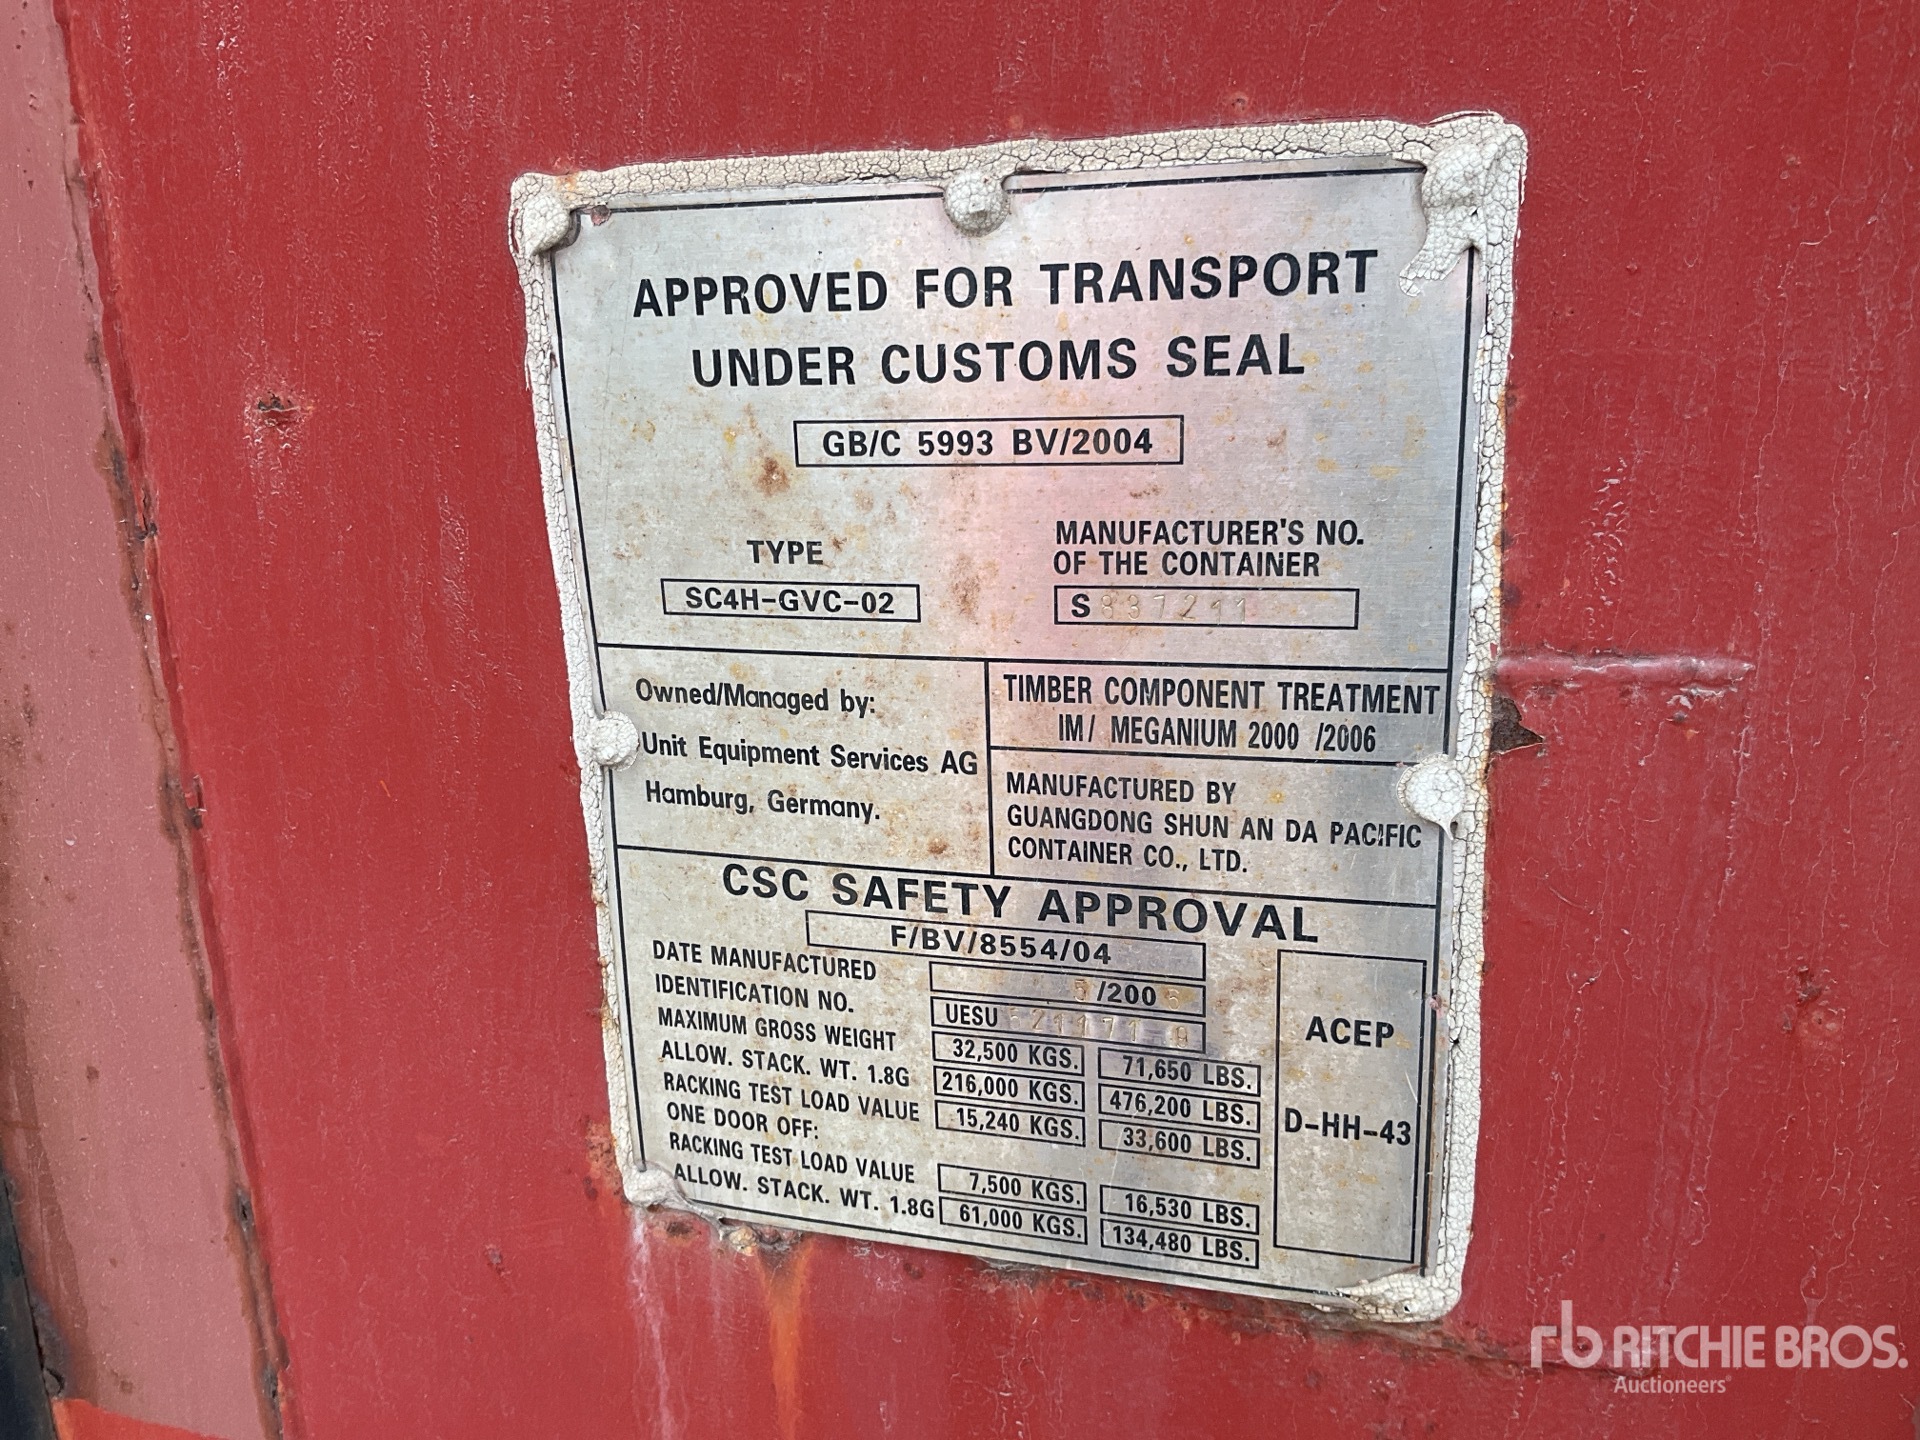 APPROVED FOR TRANSPORT
UNDER CUSTOMS SEAL
GB/C 5993 BV/2004
TYPE
SC4H-GVC-02
MANUFACTURER'S NO.
OF THE CONTAINER
S 837211
Owned/Managed by:
Unit Equipment Services AG
Hamburg, Germany.
TIMBER COMPONENT TREATMENT
IM/ MEGANIUM 2000 /2006
MANUFACTURED BY
GUANGDONG SHUN AN DA PACIFIC
CONTAINER CO., LTD.
CSC SAFETY APPROVAL
F/BV/8554/04
DATE MANUFACTURED
IDENTIFICATION NO. UESU
MAXIMUM GROSS WEIGHT 32,500 KGS. 71,650 LBS.
ALLOW. STACK. WT. 1.8G 216,000 KGS. 476,200 LBS.
RACKING TEST LOAD VALUE 15,240 KGS. 33,600 LBS.
ONE DOOR OFF:
RACKING TEST LOAD VALUE 7,500 KGS. 16,530 LBS.
ALLOW. STACK. WT. 1.8G 61,000 KGS. 134,480 LBS.
ACEP
D-HH-43
rb RITCHIE BROS.
Auctioneers